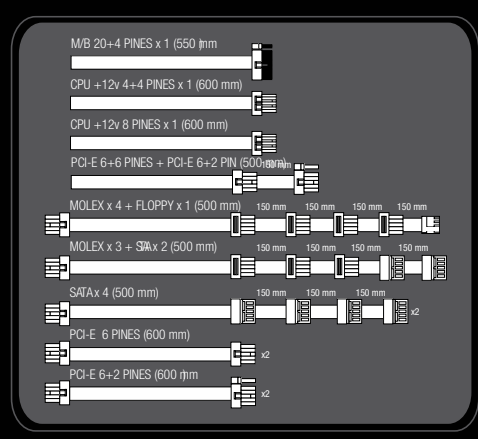 M/B 20+4 PINES x 1 (550 mm
CPU +12v 4+4 PINES x 1 (600 mm)
CPU +12v 8 PINES x 1 (600 mm)
PCI-E 6+6 PINES + PCI-E 6+2 PIN (500 mm)
150 mm
MOLEX x 4 + FLOPPY x 1 (500 mm)
150 mm 150 mm 150 mm 150 mm
MOLEX x 3 + SATA x 2 (500 mm)
150 mm 150 mm 150 mm 150 mm
SATA x 4 (500 mm)
150 mm 150 mm 150 mm
x2
PCI-E 6 PINES (600 mm)
x2
PCI-E 6+2 PINES (600 mm
x2